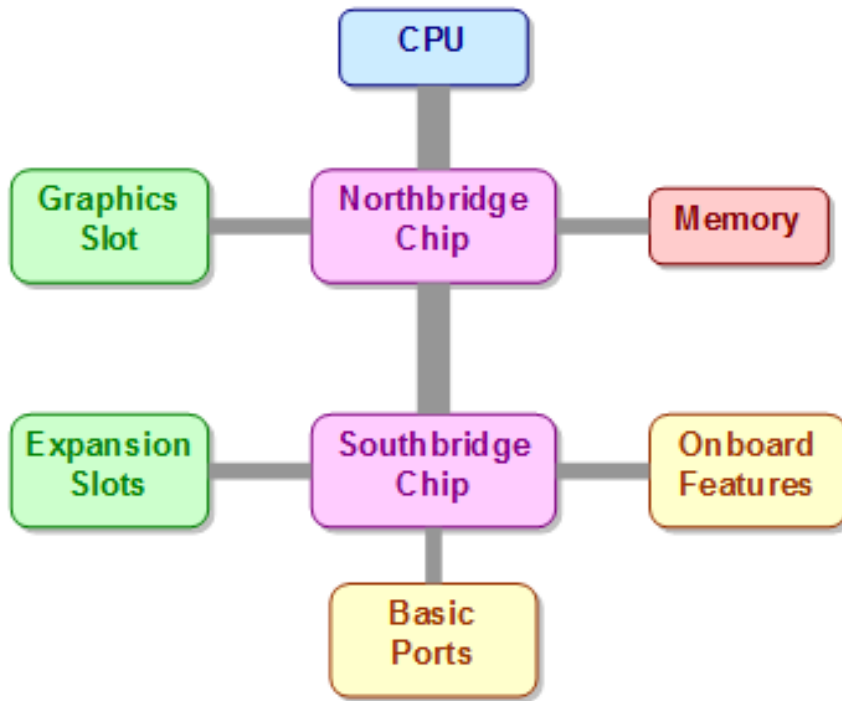 CPU
Graphics
Slot
Northbridge
Chip
Memory
Expansion
Slots
Southbridge
Chip
Onboard
Features
Basic
Ports